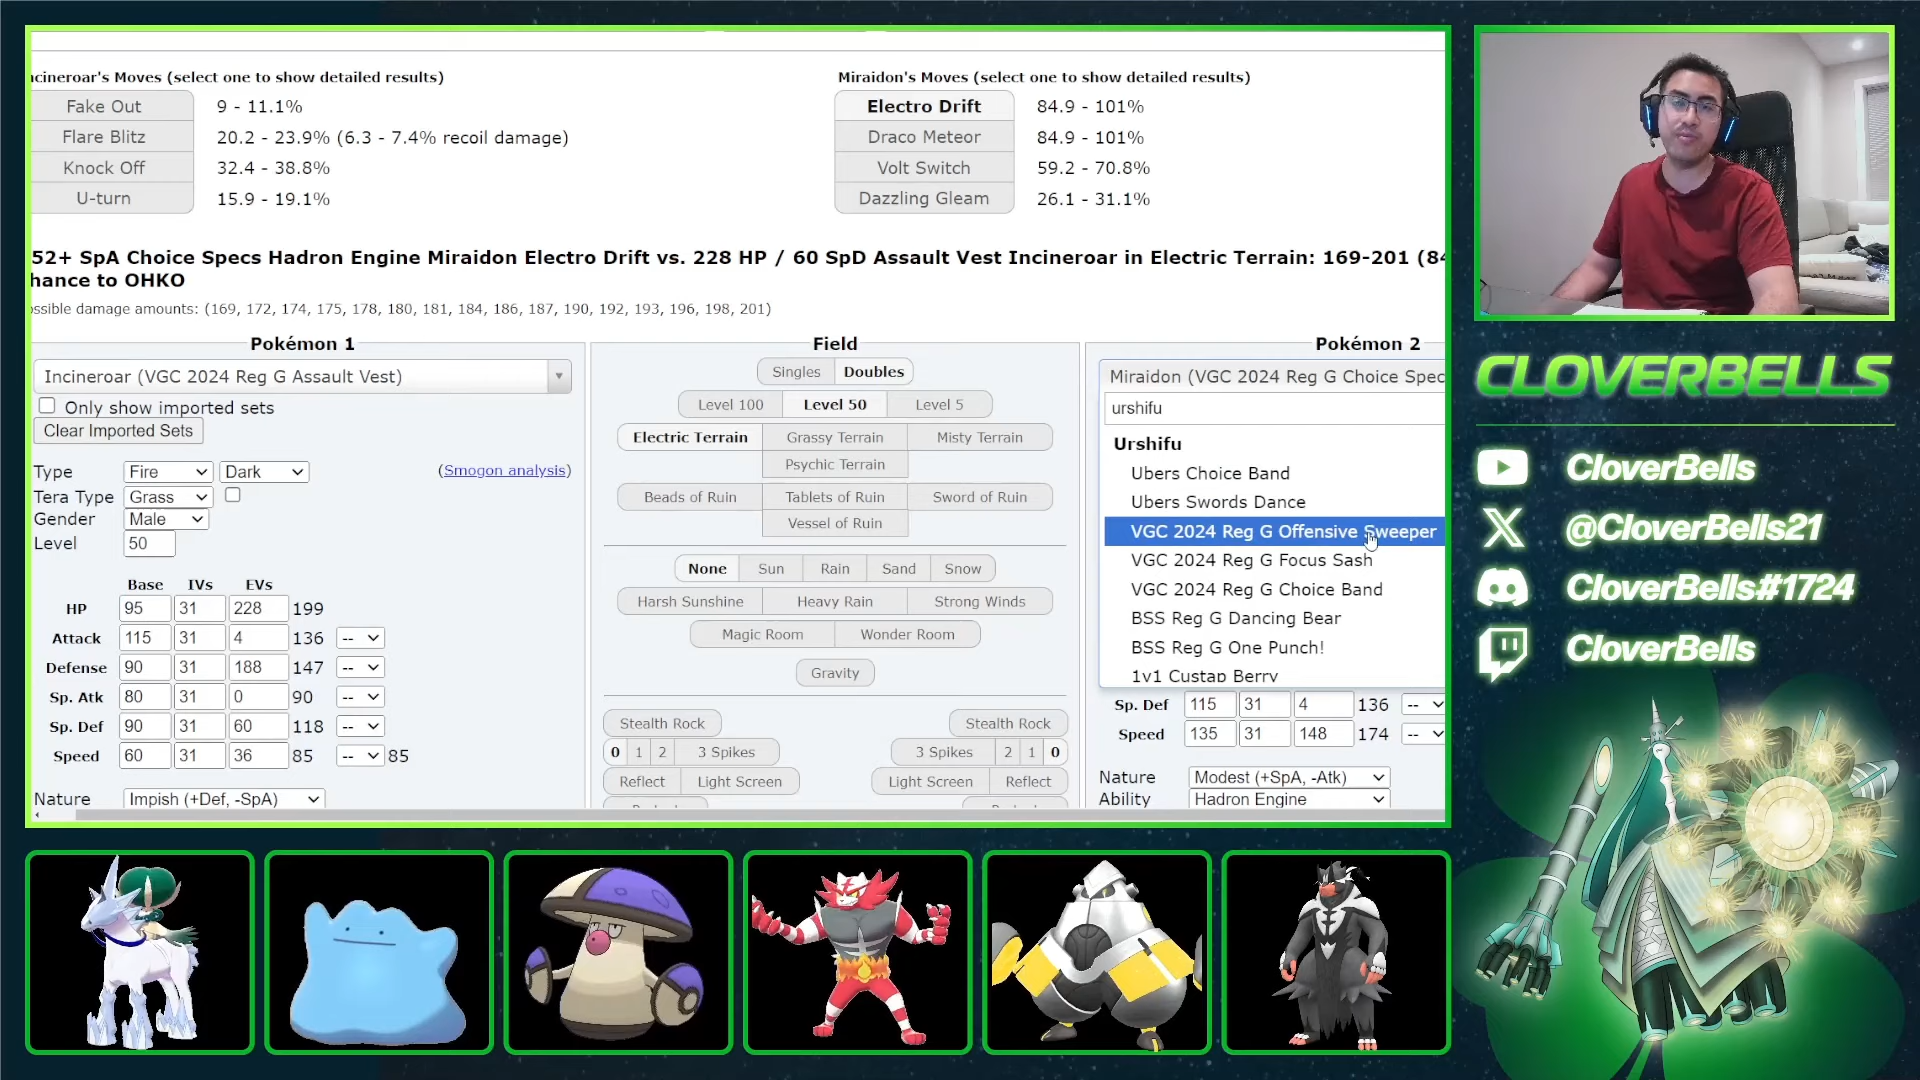 ncineroar's Moves (select one to show detailed results)
Fake Out 9 - 11.1%
Flare Blitz 20.2 - 23.9% (6.3 - 7.4% recoil damage)
Knock Off 32.4 - 38.8%
U-turn 15.9 - 19.1%
Miraidon's Moves (select one to show detailed results)
Electro Drift 84.9 - 101%
Draco Meteor 84.9 - 101%
Volt Switch 59.2 - 70.8%
Dazzling Gleam 26.1 - 31.1%
52+ SpA Choice Specs Hadron Engine Miraidon Electro Drift vs. 228 HP / 60 SpD Assault Vest Incineroar in Electric Terrain: 169-201 (84
hance to OHKO
ossible damage amounts: (169, 172, 174, 175, 178, 180, 181, 184, 186, 187, 190, 192, 193, 196, 198, 201)
Pokémon 1
Incineroar (VGC 2024 Reg G Assault Vest)
Only show imported sets
Clear Imported Sets
Type Fire Dark (Smogon analysis)
Tera Type Grass
Gender Male
Level 50
Base IVs EVs
HP 95 31 228 199
Attack 115 31 4 136 --
Defense 90 31 188 147 --
Sp. Atk 80 31 0 90 --
Sp. Def 90 31 60 118 --
Speed 60 31 36 85 -- 85
Nature Impish (+Def, -SpA)
Field
Singles Doubles
Level 100 Level 50 Level 5
Electric Terrain Grassy Terrain Misty Terrain
Psychic Terrain
Beads of Ruin Tablets of Ruin Sword of Ruin
Vessel of Ruin
None Sun Rain Sand Snow
Harsh Sunshine Heavy Rain Strong Winds
Magic Room Wonder Room
Gravity
Stealth Rock Stealth Rock
0 1 2 3 Spikes 3 Spikes 2 1 0
Reflect Light Screen Light Screen Reflect
Pokémon 2
Miraidon (VGC 2024 Reg G Choice Spec
urshifu
Urshifu
Ubers Choice Band
Ubers Swords Dance
VGC 2024 Reg G Offensive Sweeper
VGC 2024 Reg G Focus Sash
VGC 2024 Reg G Choice Band
BSS Reg G Dancing Bear
BSS Reg G One Punch!
1v1 Custap Berry
Sp. Def 115 31 4 136 --
Speed 135 31 148 174 --
Nature Modest (+SpA, -Atk)
Ability Hadron Engine
CLOVERBELLS
CloverBells
@CloverBells21
CloverBells#1724
CloverBells